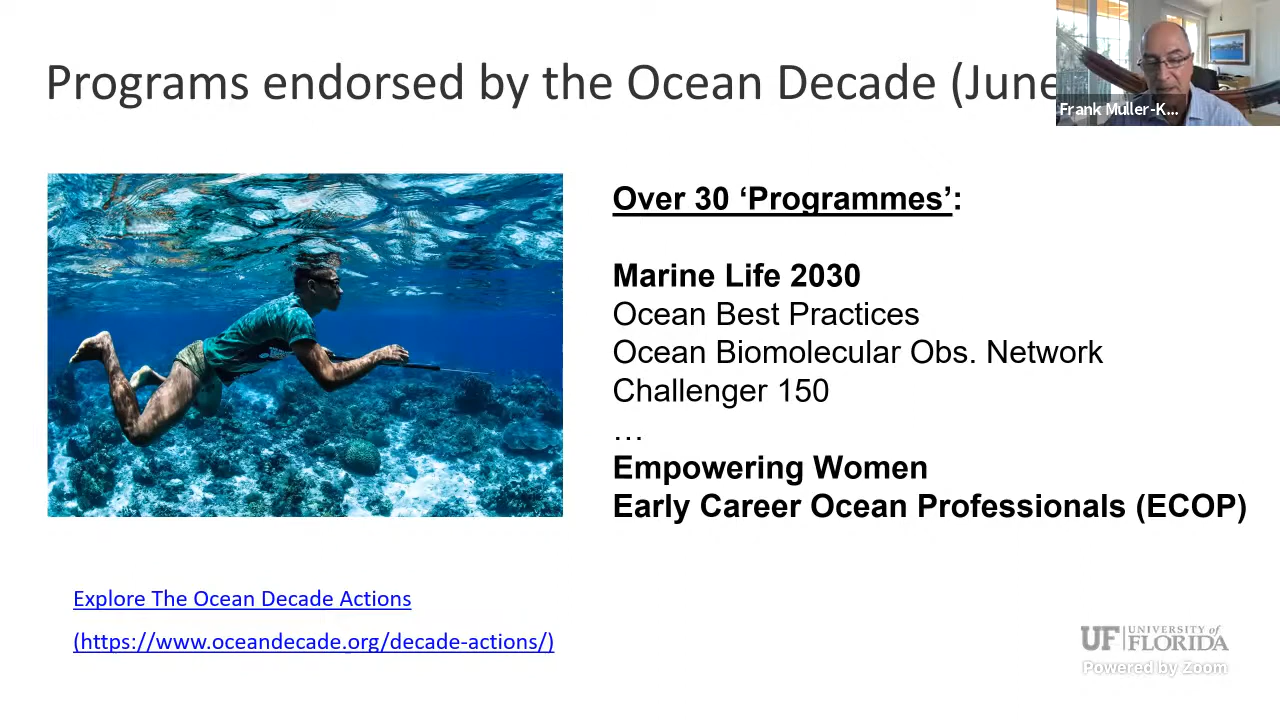 Programs endorsed by the Ocean Decade (June
Frank Muller-K...
Over 30 ‘Programmes’:
Marine Life 2030
Ocean Best Practices
Ocean Biomolecular Obs. Network
Challenger 150
…
Empowering Women
Early Career Ocean Professionals (ECOP)
Explore The Ocean Decade Actions
(https://www.oceandecade.org/decade-actions/)
UF UNIVERSITY of
FLORIDA
Powered by Zoom